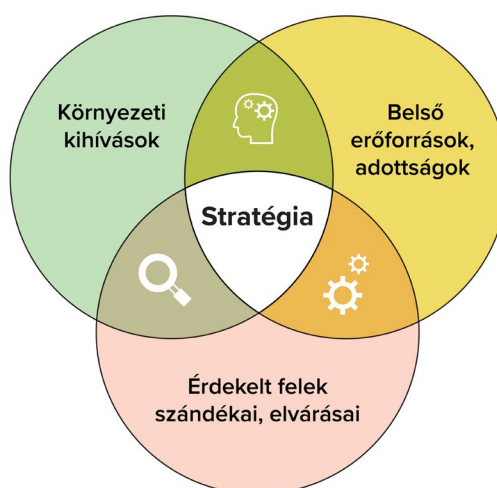 Környezeti
kihívások
Belső
erőforrások,
adottságok
Stratégia
Érdekelt felek
szándékai, elvárásai